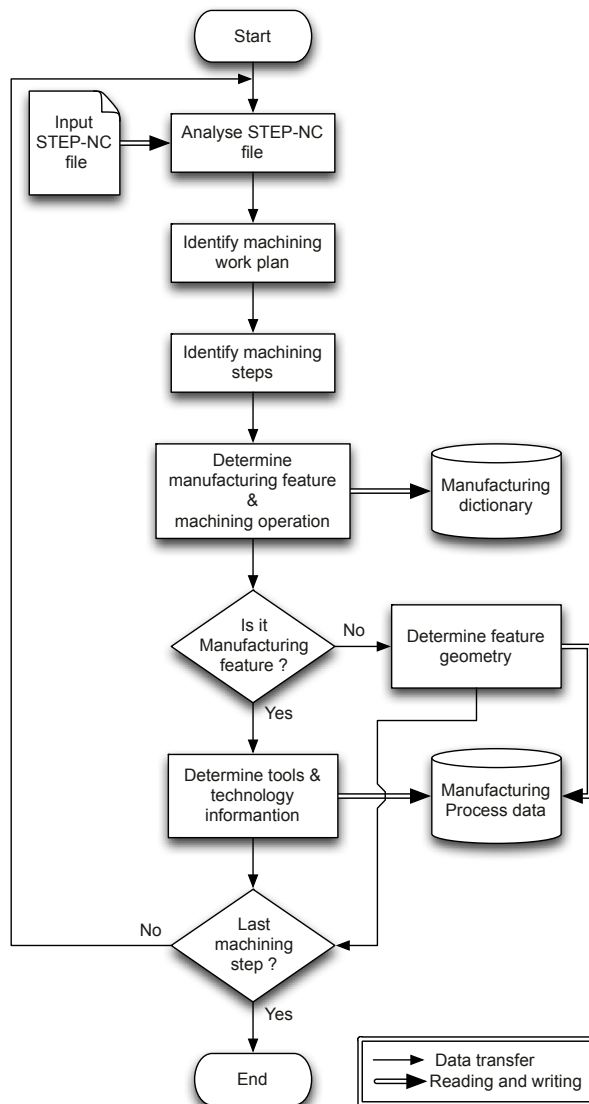 Start
Input
STEP-NC
file
Analyse STEP-NC
file
Identify machining
work plan
Identify machining
steps
Determine
manufacturing feature
&
machining operation
Manufacturing
dictionary
Is it
Manufacturing
feature ?
No
Determine feature
geometry
Yes
Determine tools &
technology
informantion
Manufacturing
Process data
No
Last
machining
step ?
Yes
End
Data transfer
Reading and writing